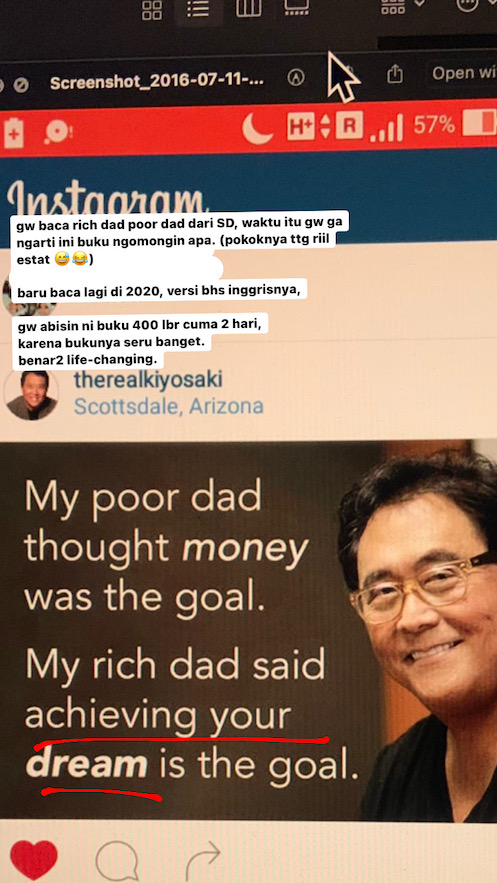 Screenshot_2016-07-11-...
Open wi
H+ R 57%
Instagram
gw baca rich dad poor dad dari SD, waktu itu gw ga
ngarti ini buku ngomongin apa. (pokoknya ttg riil
estat 😅😂)
baru baca lagi di 2020, versi bhs inggrisnya,
gw abisin ni buku 400 lbr cuma 2 hari,
karena bukunya seru banget.
benar2 life-changing.
therealkiyosaki
Scottsdale, Arizona
My poor dad
thought money
was the goal.
My rich dad said
achieving your
dream is the goal.